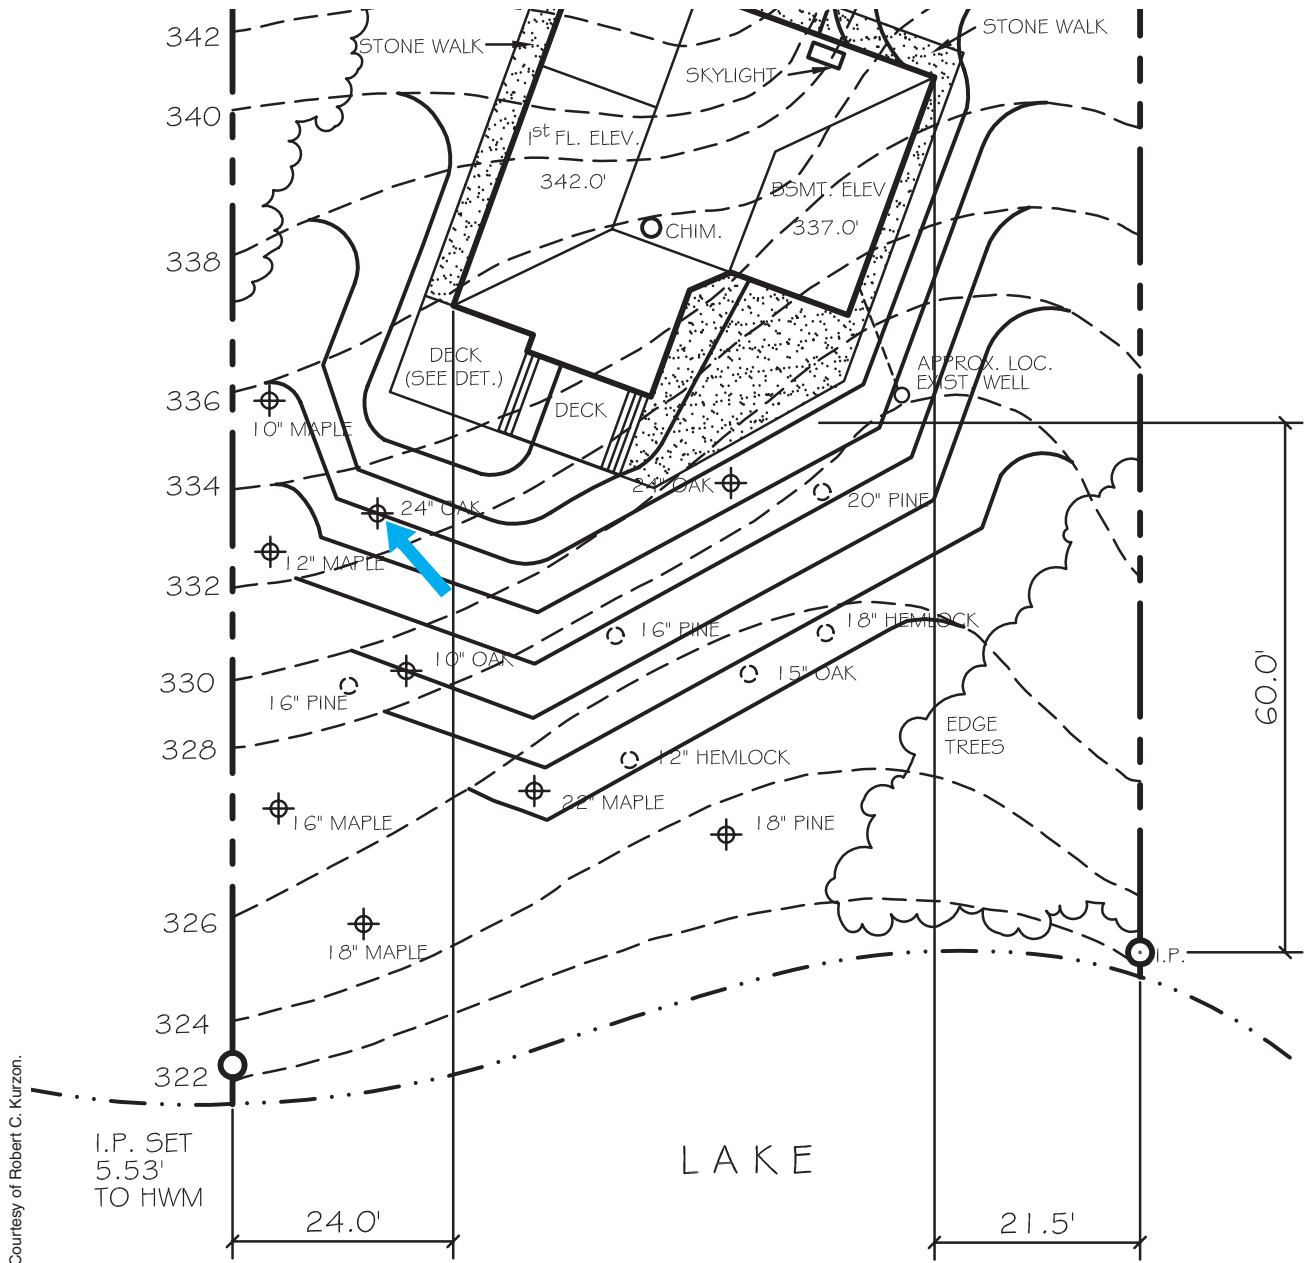 342
STONE WALK
STONE WALK
SKYLIGHT
340
1st FL. ELEV.
342.0'
BSMT. ELEV
337.0'
CHIM.
338
DECK
(SEE DET.)
DECK
APPROX. LOC.
EXIST. WELL
336
10" MAPLE
334
24" OAK
24" OAK
20" PINE
12" MAPLE
332
16" PINE
18" HEMLOCK
10" OAK
15" OAK
330
16" PINE
60.0'
328
EDGE
TREES
12" HEMLOCK
22" MAPLE
16" MAPLE
18" PINE
326
18" MAPLE
I.P.
324
322
I.P. SET
5.53'
TO HWM
LAKE
24.0'
21.5'
Courtesy of Robert C. Kurzon.